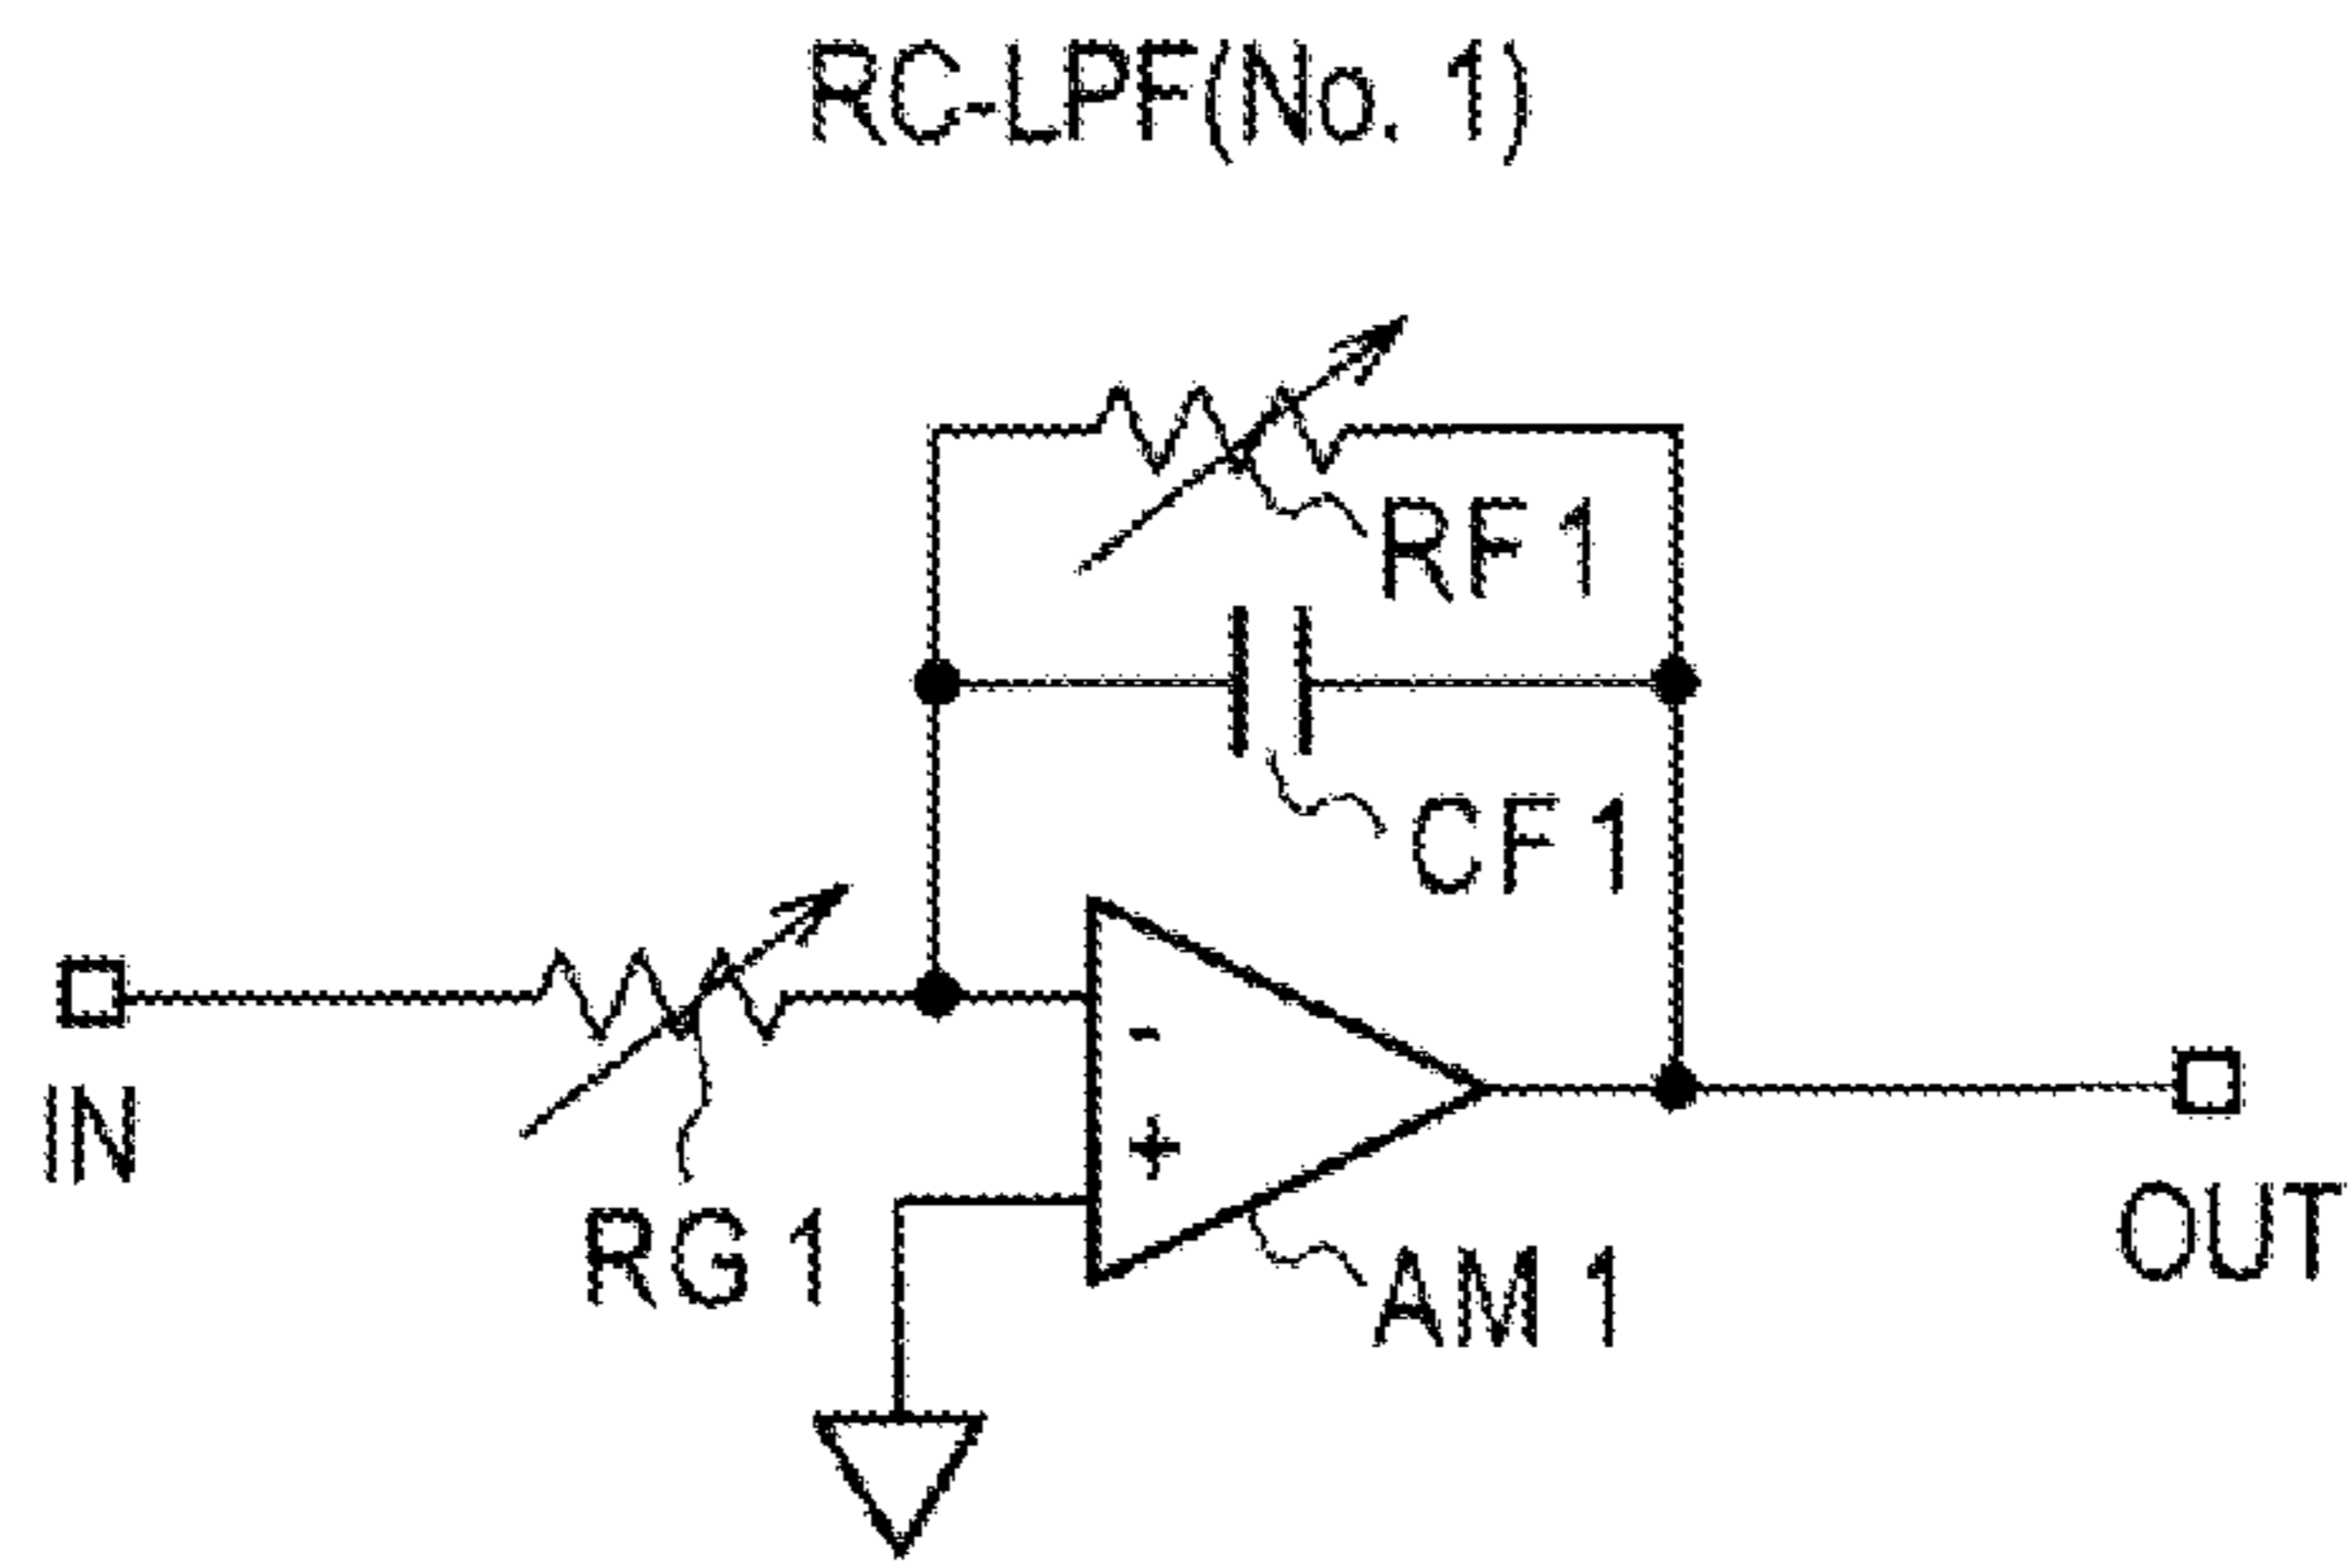 RC-LPF(No. 1)
RF1
CF1
-
+
IN
RG1
AM1
OUT